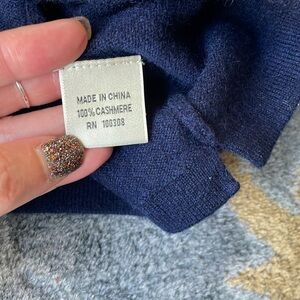 MADE IN CHINA
100% CASHMERE
RN 100308